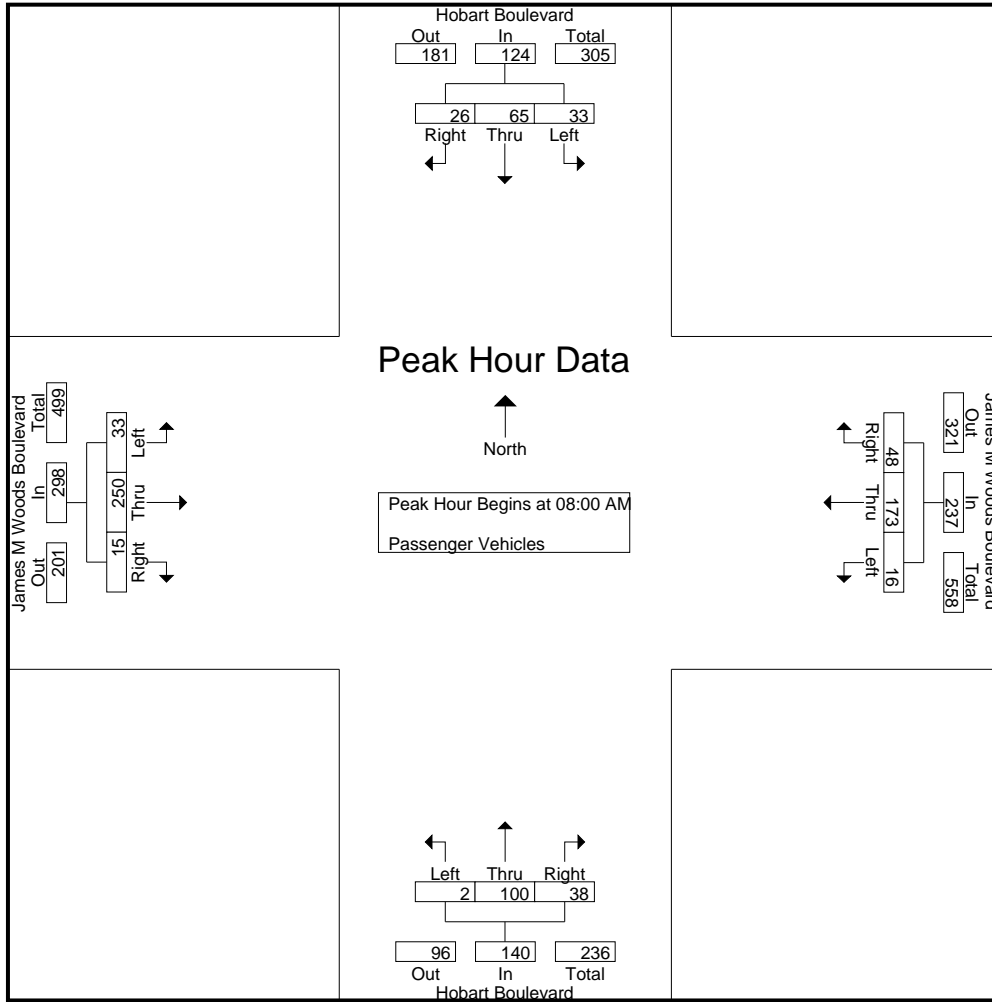 Hobart Boulevard
Out In Total
181 124 305
26 65 33
Right Thru Left
Peak Hour Data
North
Peak Hour Begins at 08:00 AM
Passenger Vehicles
James M Woods Boulevard
Total In Out
499 298 201
33 250 15
Left Thru Right
James M Woods Boulevard
Out In Total
321 237 558
48 173 16
Right Thru Left
Left Thru Right
2 100 38
96 140 236
Out In Total
Hobart Boulevard